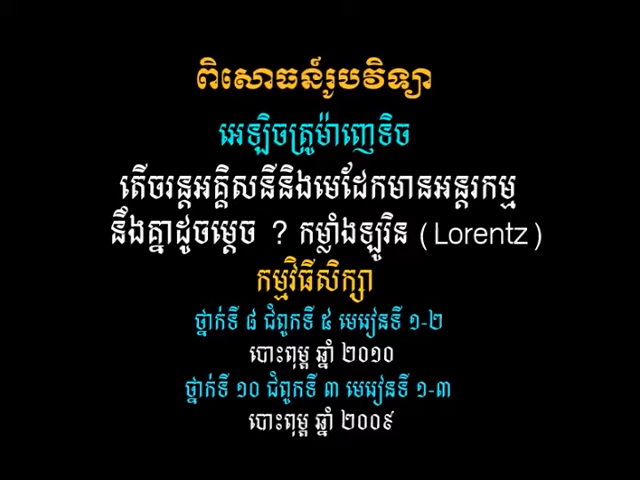 ពិសោធន៍រូបវិទ្យា
អេឡិចត្រូម៉ាញេទិច
តើចរន្តអគ្គិសនីនិងមេដែកមានអន្តរកម្ម
នឹងគ្នាដូចម្តេច ? កម្លាំងឡូរិន (Lorentz)
កម្មវិធីសិក្សា
ថ្នាក់ទី ៨ ជំពូកទី ៥ មេរៀនទី ១-២
បោះពុម្ព ឆ្នាំ ២០១០
ថ្នាក់ទី ១០ ជំពូកទី ៣ មេរៀនទី ១-៣
បោះពុម្ព ឆ្នាំ ២០០៩